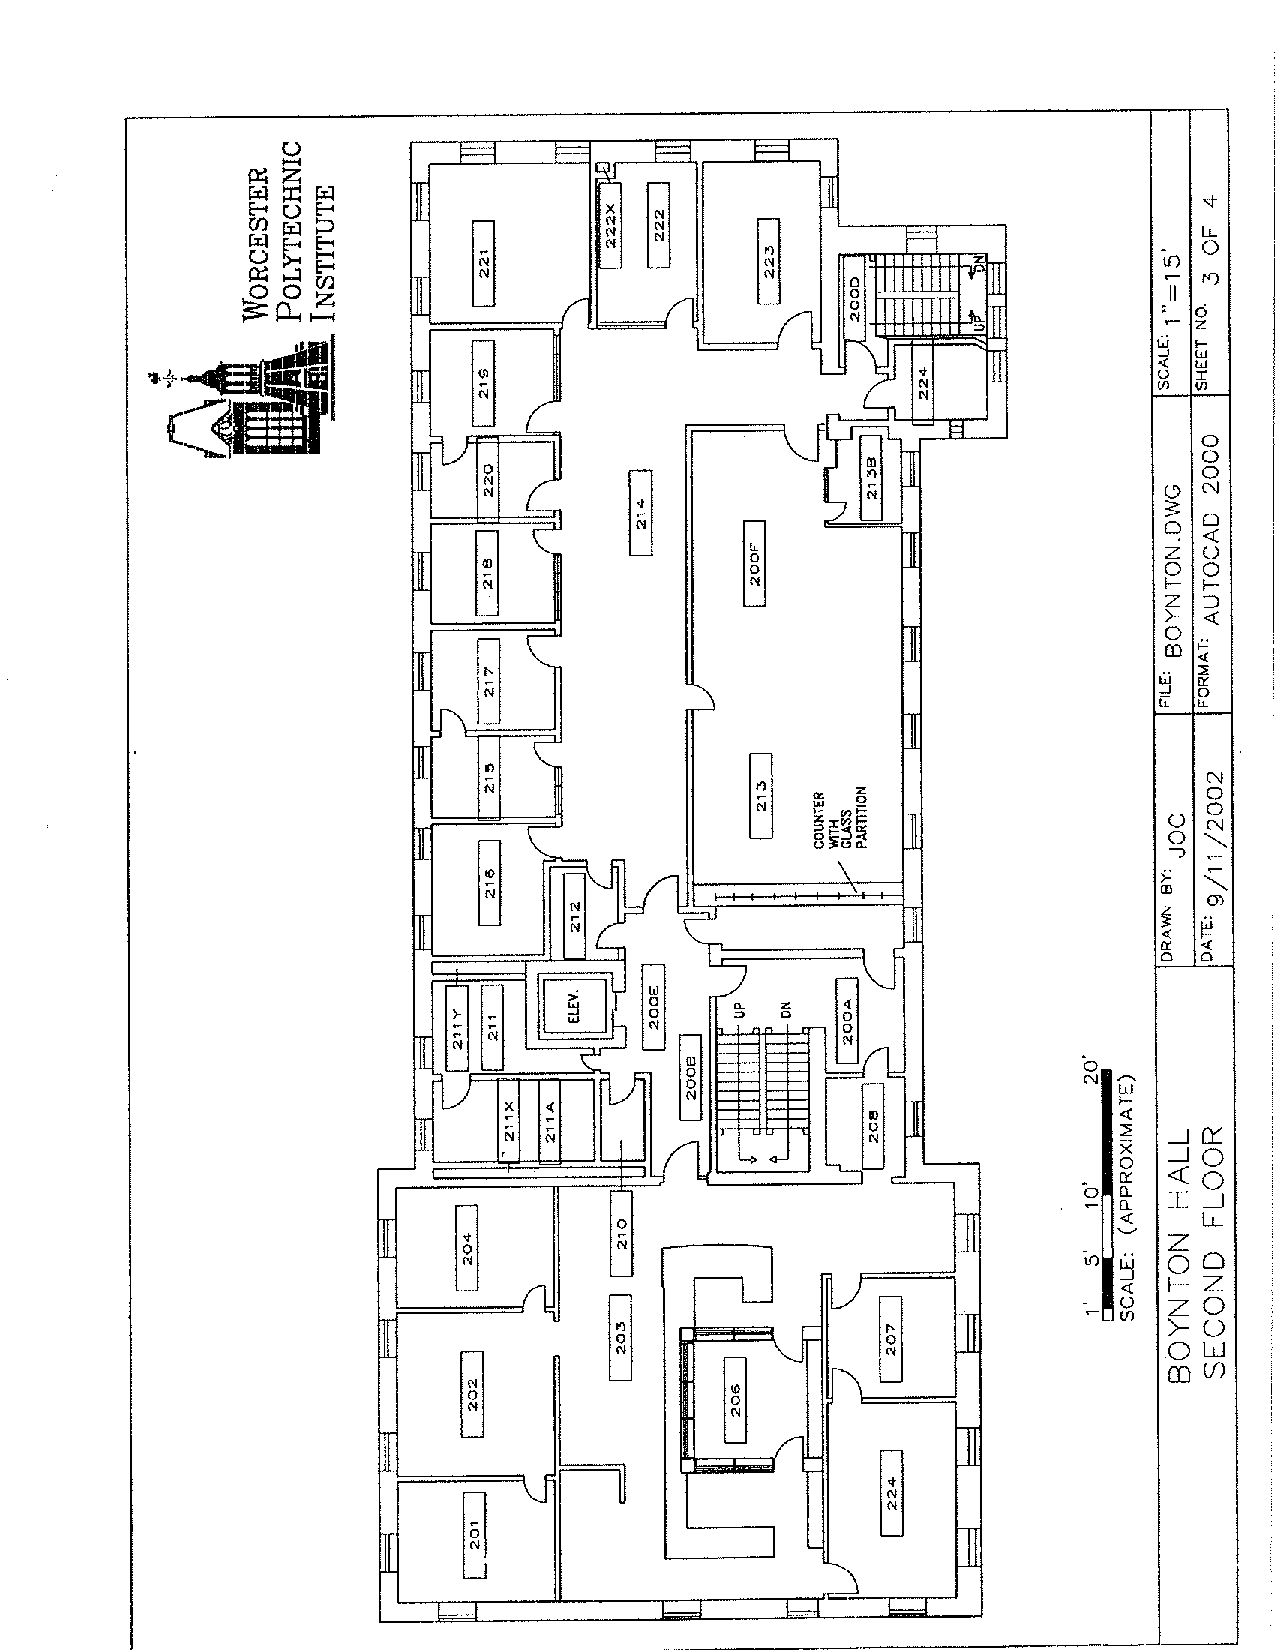 WORCESTER
POLYTECHNIC
INSTITUTE
204
202
201
210
203
206
207
224
211Y
211
211X
211A
ELEV.
212
200E
200B
UP
DN
200A
208
216
215
217
218
220
219
221
222X
222
223
214
213
200F
213B
COUNTER
WITH
GLASS
PARTITION
200D
UP
DN
224
1' 5' 10' 20'
SCALE: (APPROXIMATE)
BOYNTON HALL
SECOND FLOOR
DRAWN BY: JOC
DATE: 9/11/2002
FILE: BOYNTON.DWG
FORMAT: AUTOCAD 2000
SCALE: 1"=15'
SHEET NO. 3 OF 4